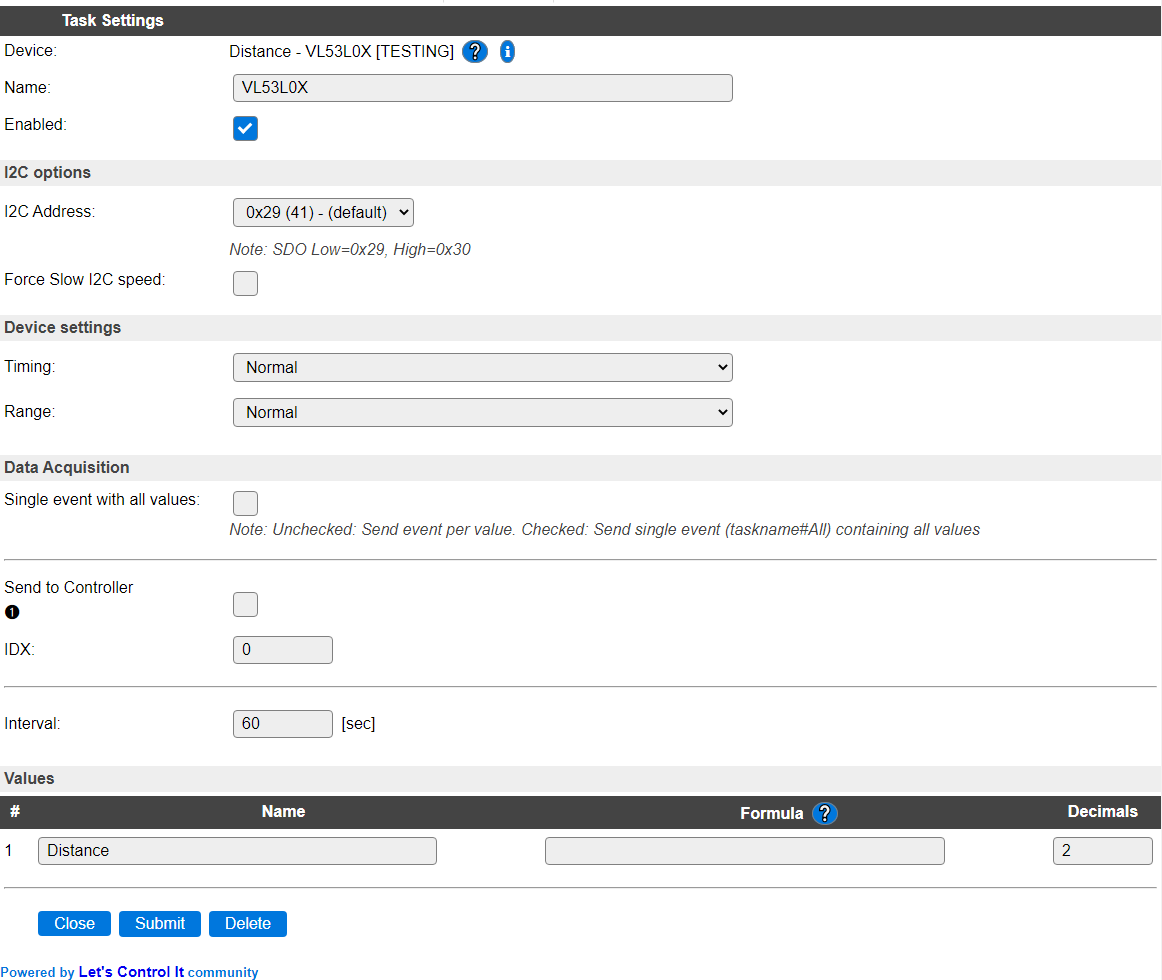 Task Settings
Device: Distance - VL53L0X [TESTING] ? i
Name: VL53L0X
Enabled:
I2C options
I2C Address: 0x29 (41) - (default)
Note: SDO Low=0x29, High=0x30
Force Slow I2C speed:
Device settings
Timing: Normal
Range: Normal
Data Acquisition
Single event with all values:
Note: Unchecked: Send event per value. Checked: Send single event (taskname#All) containing all values
Send to Controller
❶
IDX: 0
Interval: 60 [sec]
Values
# Name Formula ? Decimals
1 Distance 2
Close Submit Delete
Powered by Let's Control It community